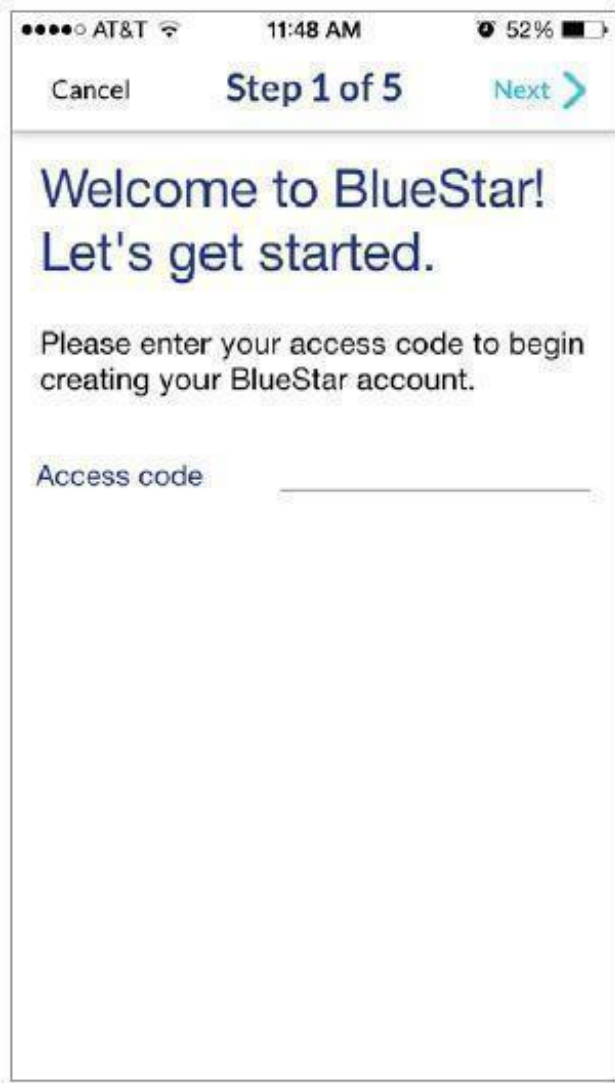 AT&T 11:48 AM 52%
Cancel Step 1 of 5 Next
Welcome to BlueStar!
Let's get started.
Please enter your access code to begin
creating your BlueStar account.
Access code